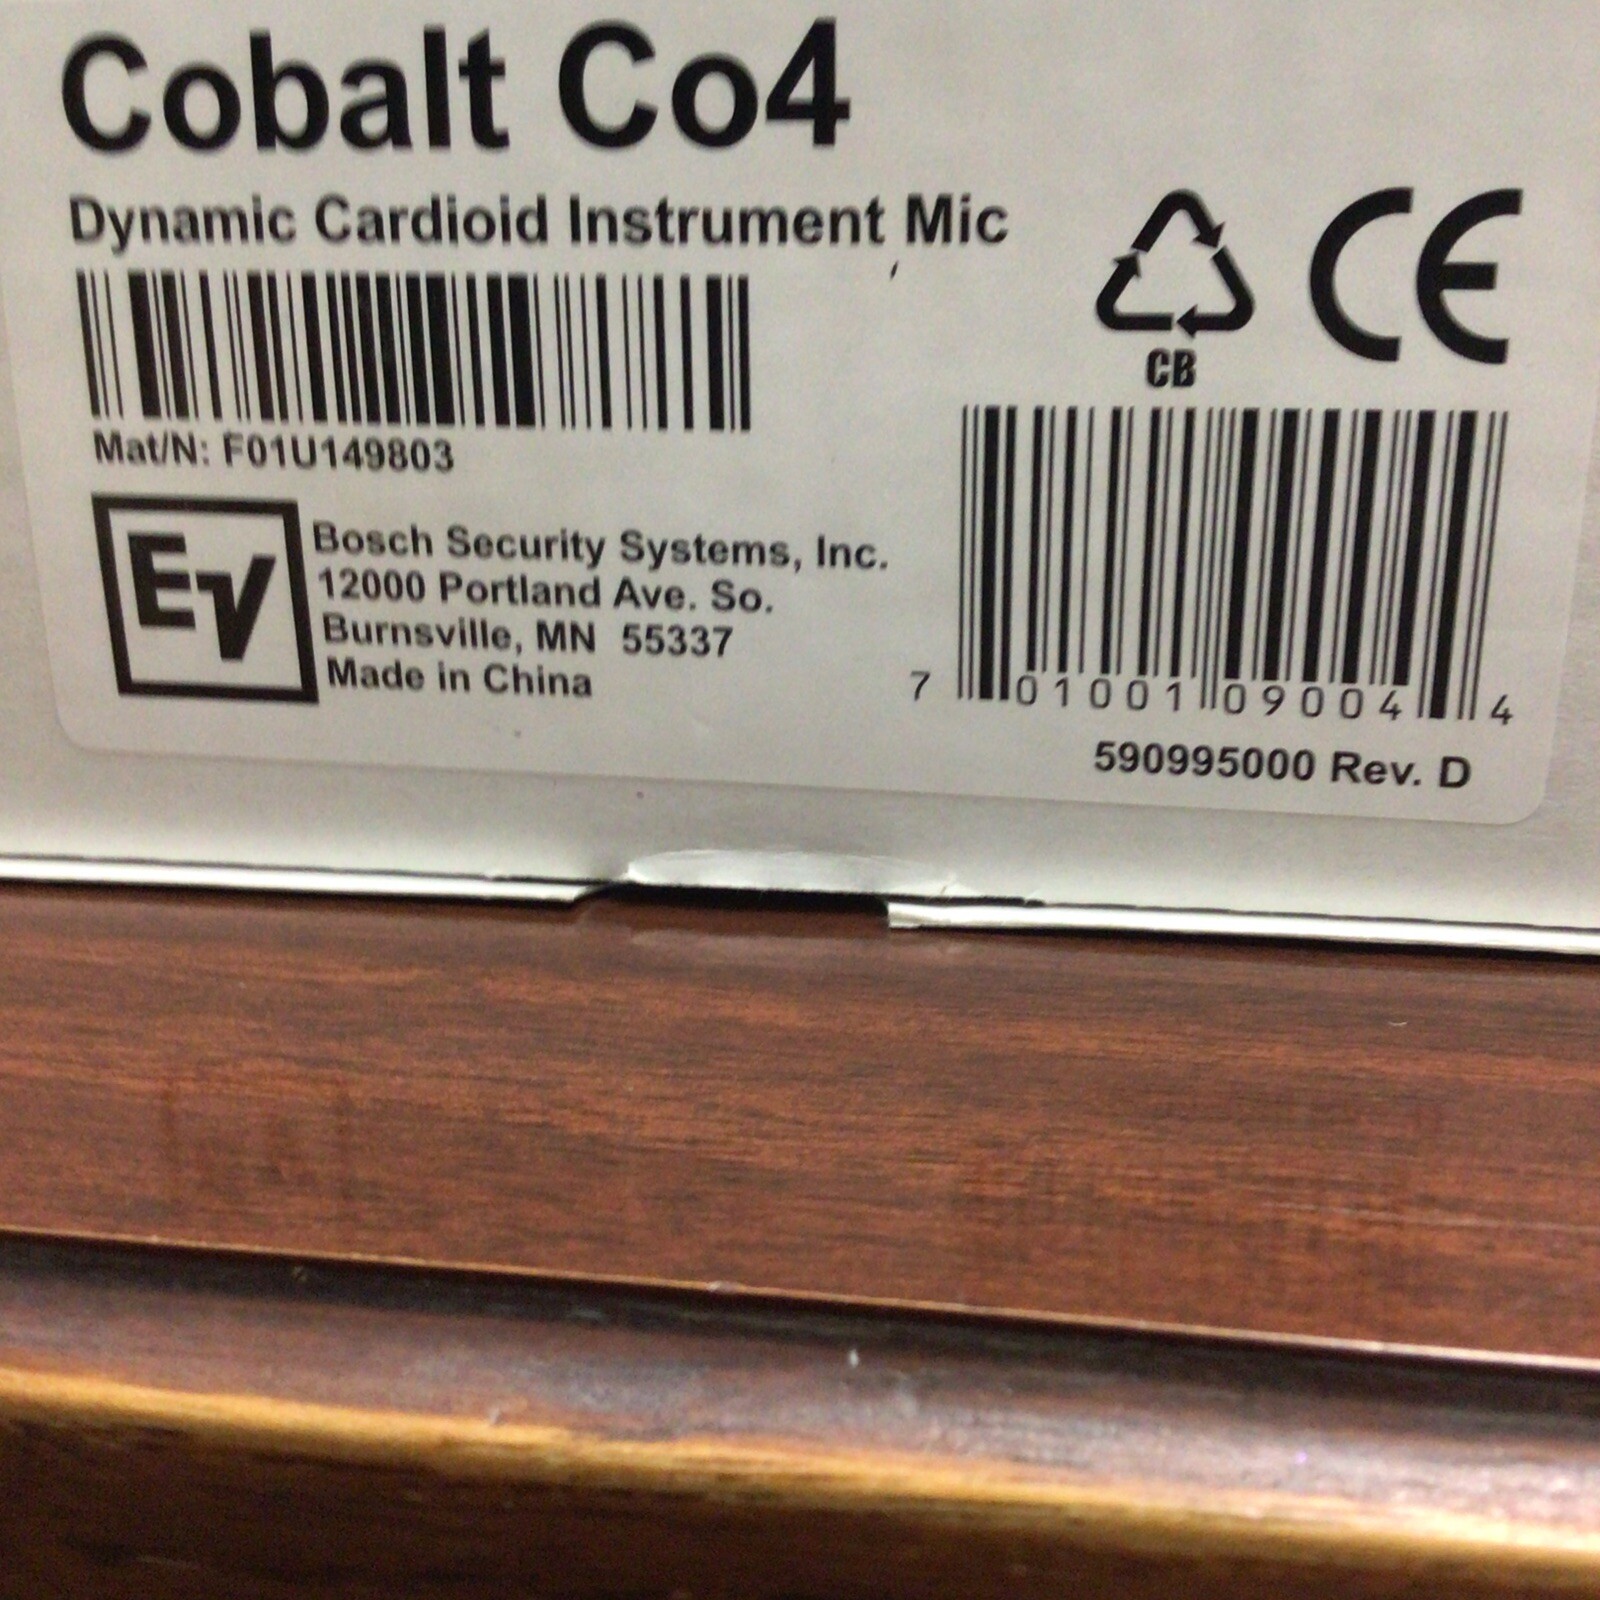 Cobalt Co4
Dynamic Cardioid Instrument Mic
CE
CB
Mat/N: F01U149803
EV
Bosch Security Systems, Inc.
12000 Portland Ave. So.
Burnsville, MN 55337
Made in China
7 01001 09004 4
590995000 Rev. D